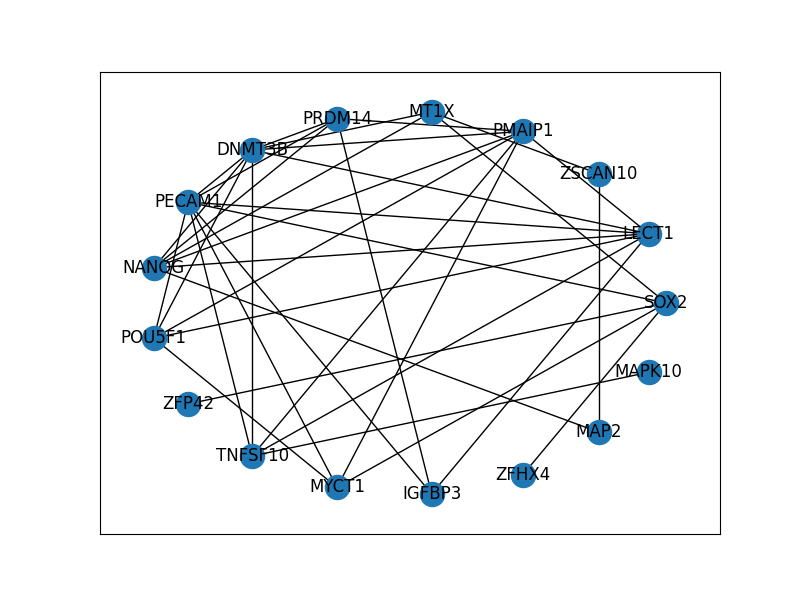 MT1X
PRDM14
PMAIP1
DNMT3B
ZSCAN10
PECAM1
LECT1
NANOG
SOX2
POU5F1
MAPK10
ZFP42
MAP2
TNFSF10
ZFHX4
MYCT1
IGFBP3